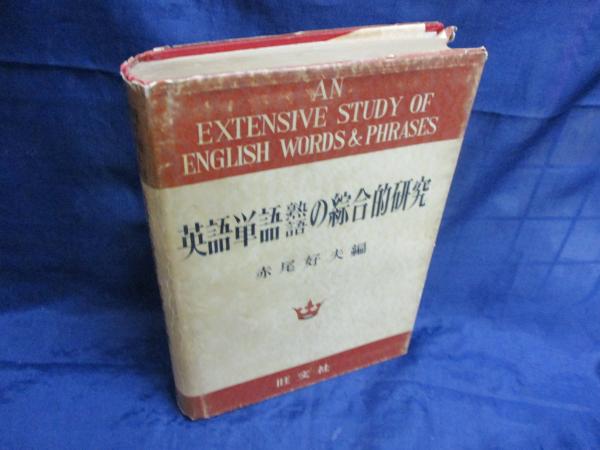 AN
EXTENSIVE STUDY OF
ENGLISH WORDS & PHRASES
英語単語熟語の綜合的研究
赤尾好夫編
旺文社